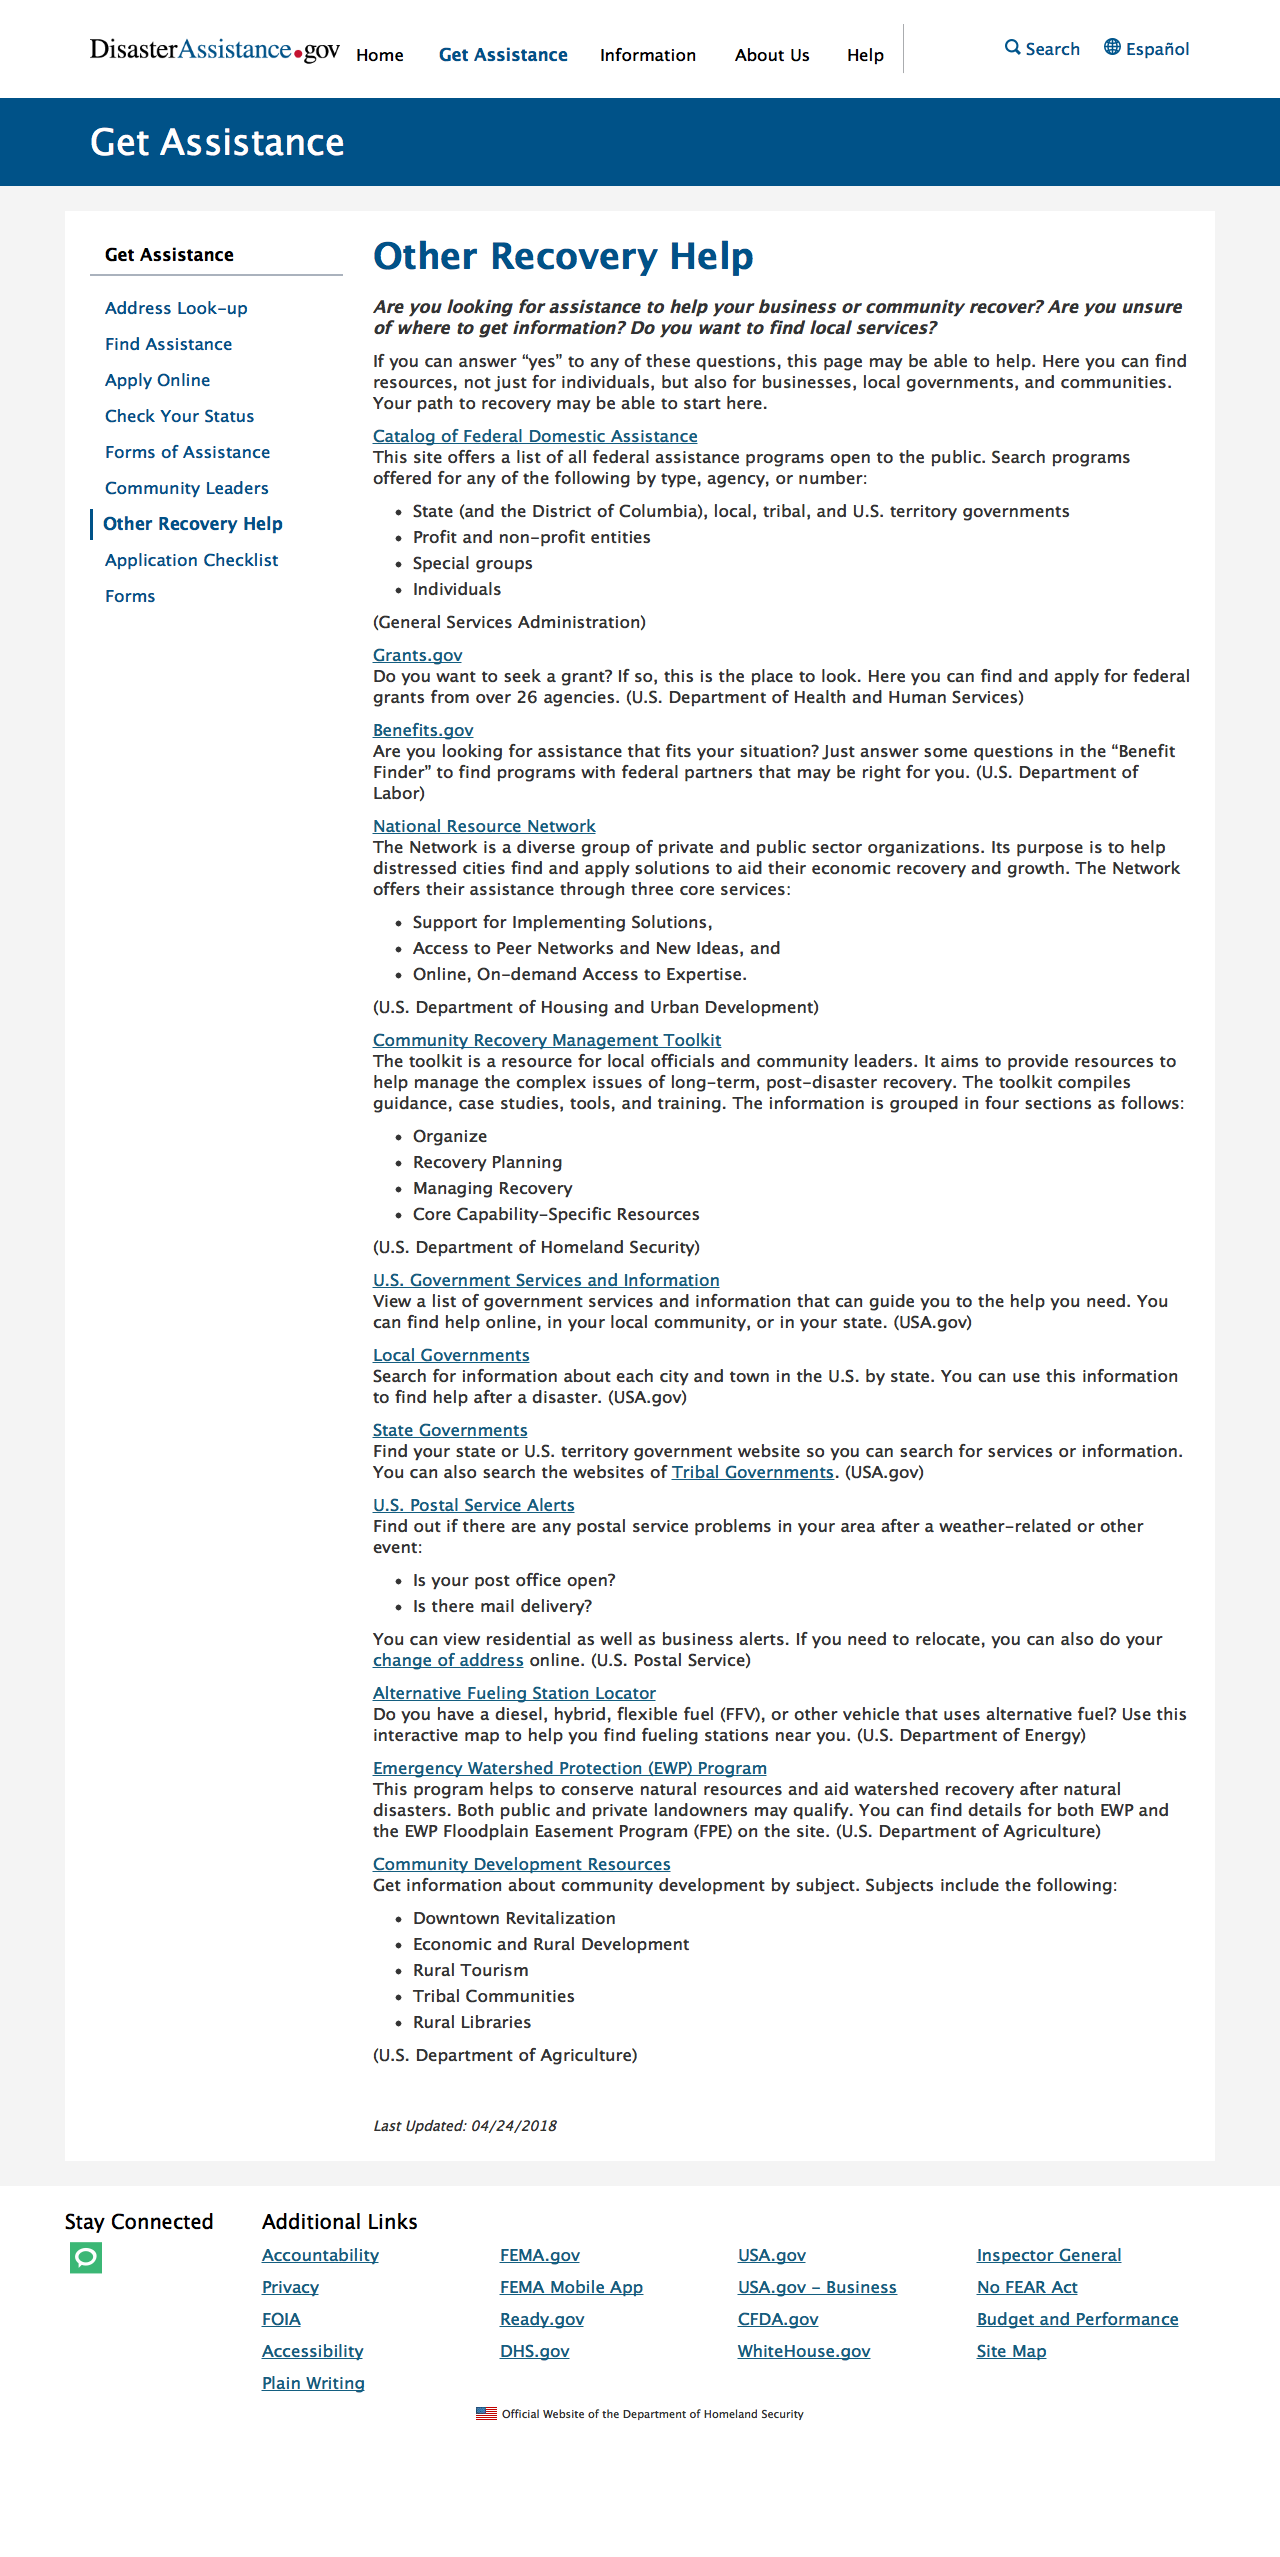 DisasterAssistance.gov Home Get Assistance Information About Us Help Search Español
Get Assistance
Get Assistance
Address Look-up
Find Assistance
Apply Online
Check Your Status
Forms of Assistance
Community Leaders
Other Recovery Help
Application Checklist
Forms
Other Recovery Help
Are you looking for assistance to help your business or community recover? Are you unsure
of where to get information? Do you want to find local services?
If you can answer “yes” to any of these questions, this page may be able to help. Here you can find
resources, not just for individuals, but also for businesses, local governments, and communities.
Your path to recovery may be able to start here.
Catalog of Federal Domestic Assistance
This site offers a list of all federal assistance programs open to the public. Search programs
offered for any of the following by type, agency, or number:
• State (and the District of Columbia), local, tribal, and U.S. territory governments
• Profit and non-profit entities
• Special groups
• Individuals
(General Services Administration)
Grants.gov
Do you want to seek a grant? If so, this is the place to look. Here you can find and apply for federal
grants from over 26 agencies. (U.S. Department of Health and Human Services)
Benefits.gov
Are you looking for assistance that fits your situation? Just answer some questions in the “Benefit
Finder” to find programs with federal partners that may be right for you. (U.S. Department of
Labor)
National Resource Network
The Network is a diverse group of private and public sector organizations. Its purpose is to help
distressed cities find and apply solutions to aid their economic recovery and growth. The Network
offers their assistance through three core services:
• Support for Implementing Solutions,
• Access to Peer Networks and New Ideas, and
• Online, On-demand Access to Expertise.
(U.S. Department of Housing and Urban Development)
Community Recovery Management Toolkit
The toolkit is a resource for local officials and community leaders. It aims to provide resources to
help manage the complex issues of long-term, post-disaster recovery. The toolkit compiles
guidance, case studies, tools, and training. The information is grouped in four sections as follows:
• Organize
• Recovery Planning
• Managing Recovery
• Core Capability-Specific Resources
(U.S. Department of Homeland Security)
U.S. Government Services and Information
View a list of government services and information that can guide you to the help you need. You
can find help online, in your local community, or in your state. (USA.gov)
Local Governments
Search for information about each city and town in the U.S. by state. You can use this information
to find help after a disaster. (USA.gov)
State Governments
Find your state or U.S. territory government website so you can search for services or information.
You can also search the websites of Tribal Governments. (USA.gov)
U.S. Postal Service Alerts
Find out if there are any postal service problems in your area after a weather-related or other
event:
• Is your post office open?
• Is there mail delivery?
You can view residential as well as business alerts. If you need to relocate, you can also do your
change of address online. (U.S. Postal Service)
Alternative Fueling Station Locator
Do you have a diesel, hybrid, flexible fuel (FFV), or other vehicle that uses alternative fuel? Use this
interactive map to help you find fueling stations near you. (U.S. Department of Energy)
Emergency Watershed Protection (EWP) Program
This program helps to conserve natural resources and aid watershed recovery after natural
disasters. Both public and private landowners may qualify. You can find details for both EWP and
the EWP Floodplain Easement Program (FPE) on the site. (U.S. Department of Agriculture)
Community Development Resources
Get information about community development by subject. Subjects include the following:
• Downtown Revitalization
• Economic and Rural Development
• Rural Tourism
• Tribal Communities
• Rural Libraries
(U.S. Department of Agriculture)
Last Updated: 04/24/2018
Stay Connected
Additional Links
Accountability FEMA.gov USA.gov Inspector General
Privacy FEMA Mobile App USA.gov - Business No FEAR Act
FOIA Ready.gov CFDA.gov Budget and Performance
Accessibility DHS.gov WhiteHouse.gov Site Map
Plain Writing
Official Website of the Department of Homeland Security